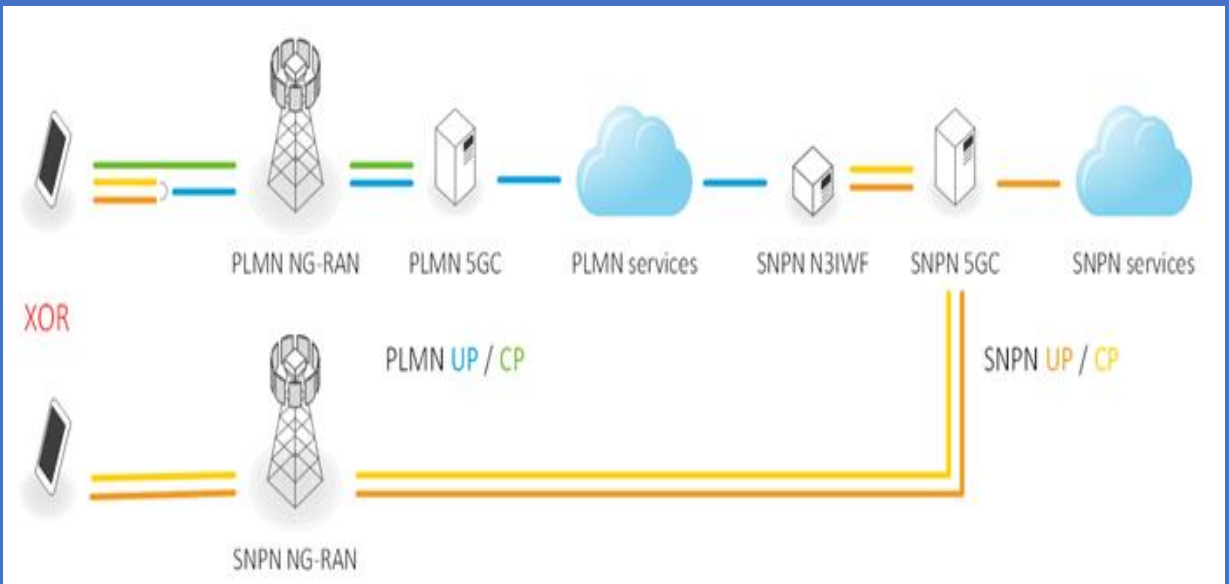 PLMN NG-RAN
PLMN 5GC
PLMN services
SNPN N3IWF
SNPN 5GC
SNPN services
XOR
PLMN UP / CP
SNPN UP / CP
SNPN NG-RAN